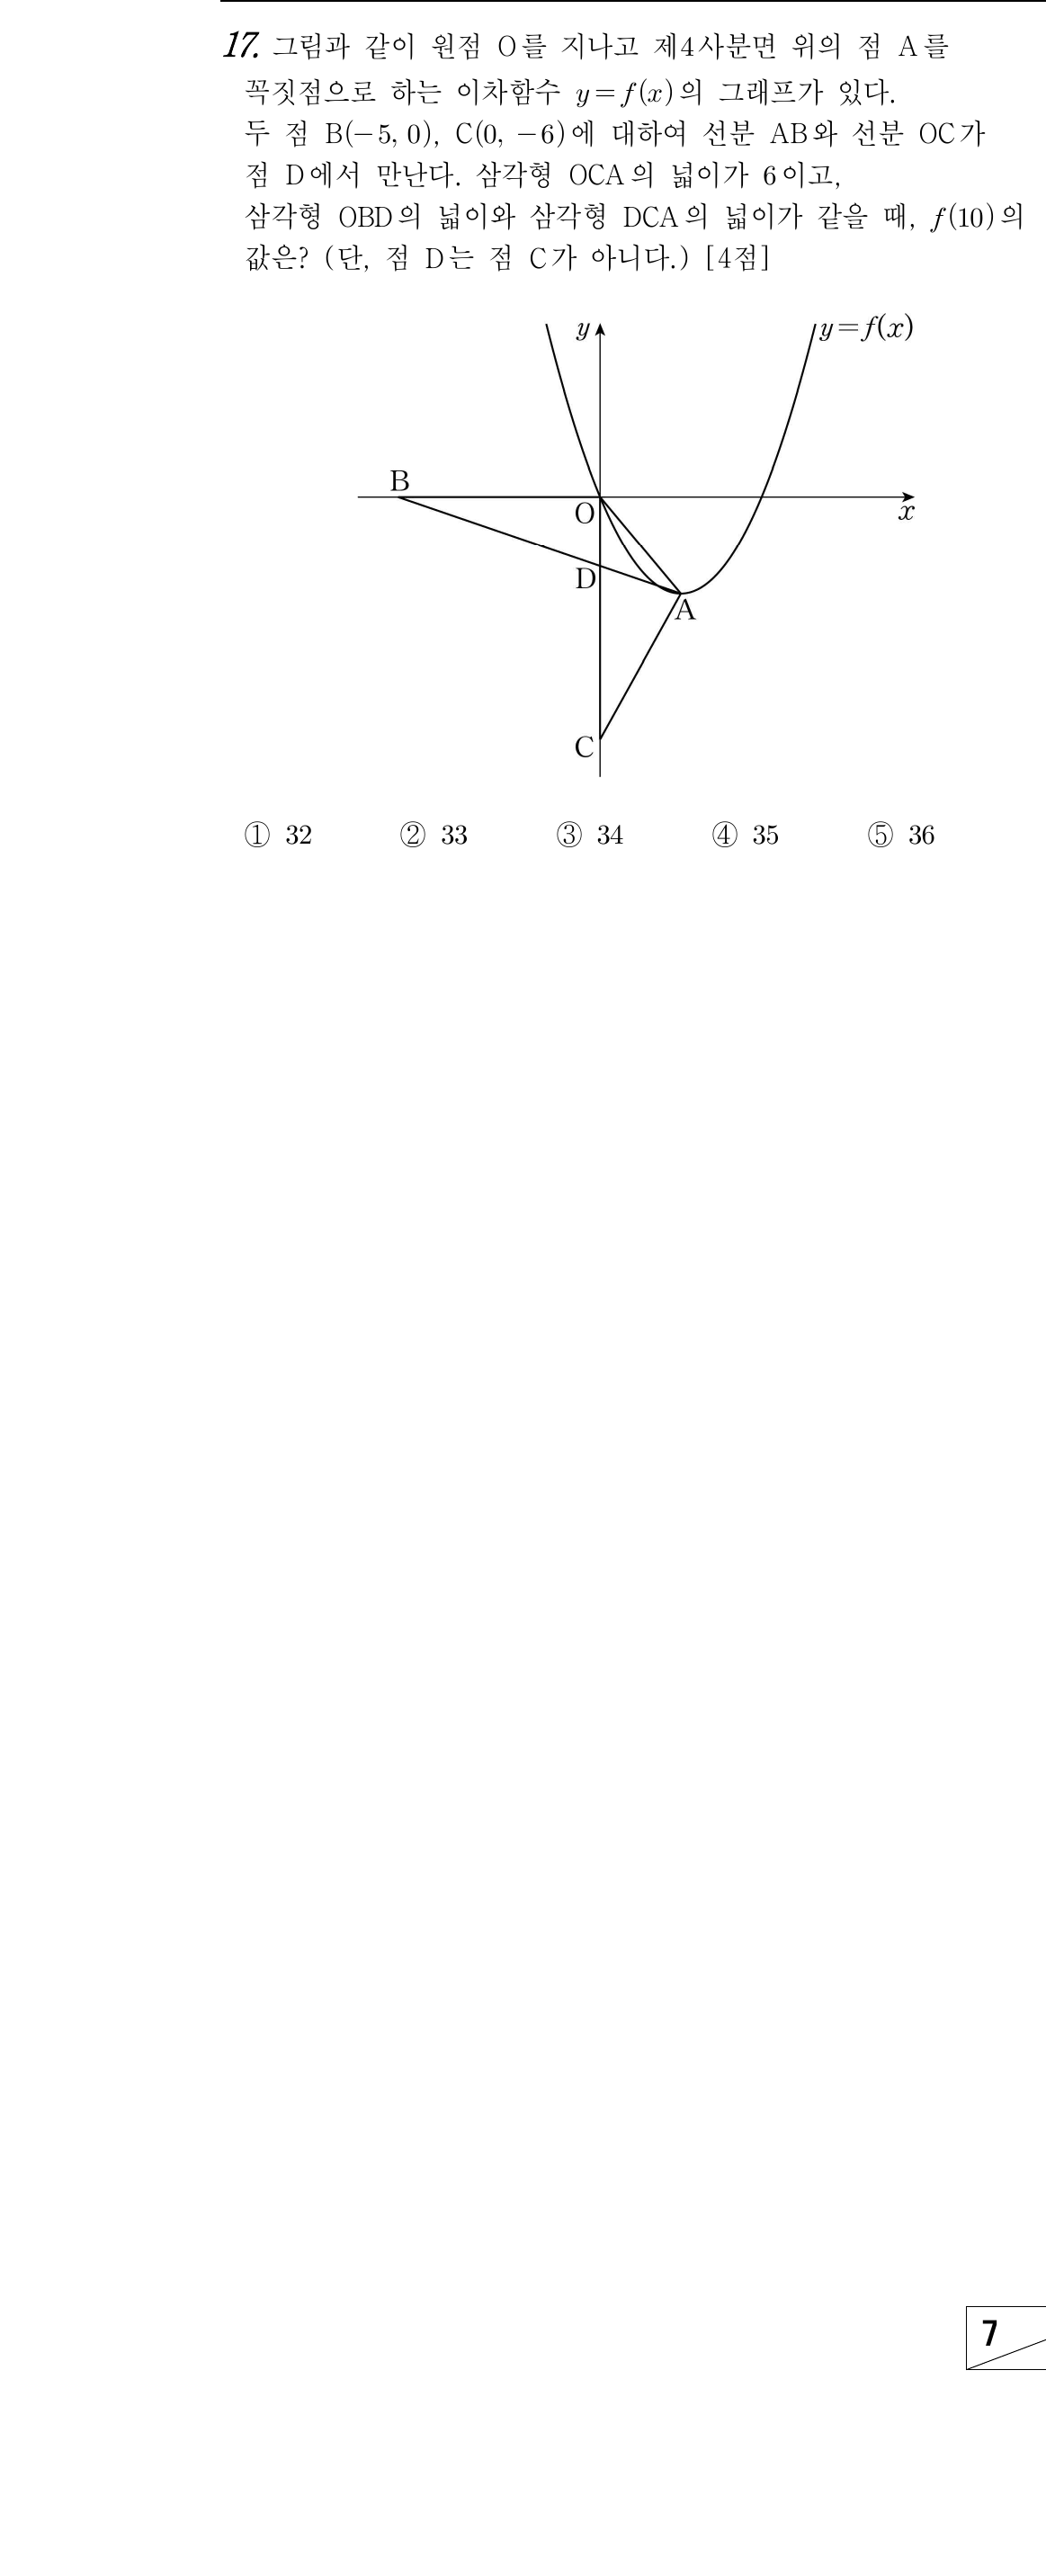 17. 그림과 같이 원점 O를 지나고 제4사분면 위의 점 A를
꼭짓점으로 하는 이차함수 y=f(x)의 그래프가 있다.
두 점 B(-5, 0), C(0, -6)에 대하여 선분 AB와 선분 OC가
점 D에서 만난다. 삼각형 OCA의 넓이가 6이고,
삼각형 OBD의 넓이와 삼각형 DCA의 넓이가 같을 때, f(10)의
값은? (단, 점 D는 점 C가 아니다.) [4점]
y
y=f(x)
B
O
x
D
A
C
① 32 ② 33 ③ 34 ④ 35 ⑤ 36
7